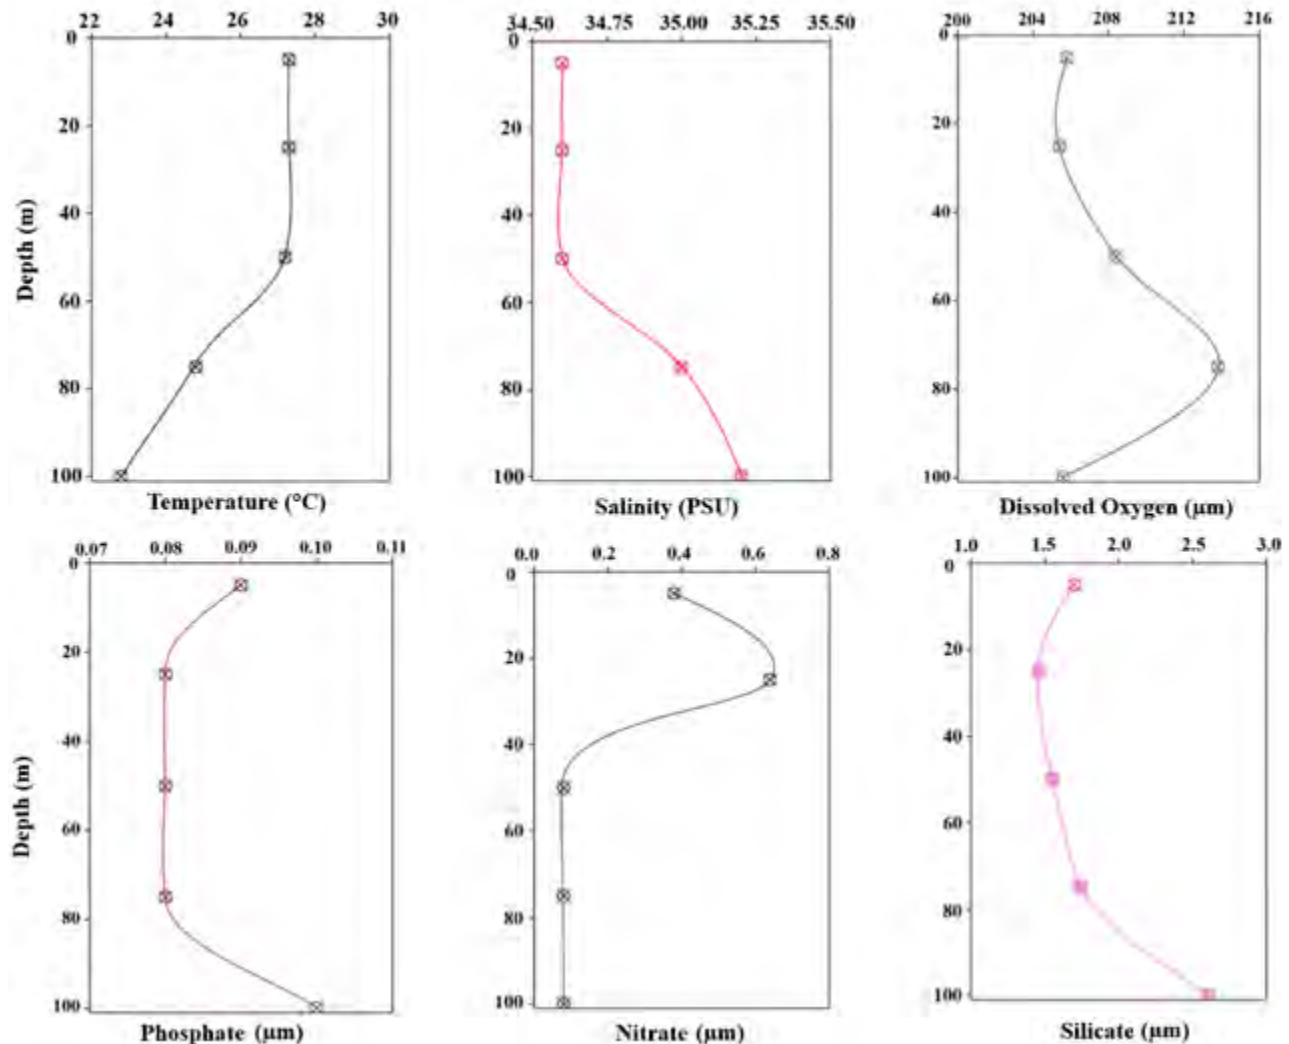 22 24 26 28 30
0
20
40
60
80
100
Depth (m)
Temperature (°C)
34.50 34.75 35.00 35.25 35.50
0
20
40
60
80
100
Salinity (PSU)
200 204 208 212 216
0
20
40
60
80
100
Dissolved Oxygen (μm)
0.07 0.08 0.09 0.10 0.11
0
20
40
60
80
100
Depth (m)
Phosphate (μm)
0.0 0.2 0.4 0.6 0.8
0
20
40
60
80
100
Nitrate (μm)
1.0 1.5 2.0 2.5 3.0
0
20
40
60
80
100
Silicate (μm)